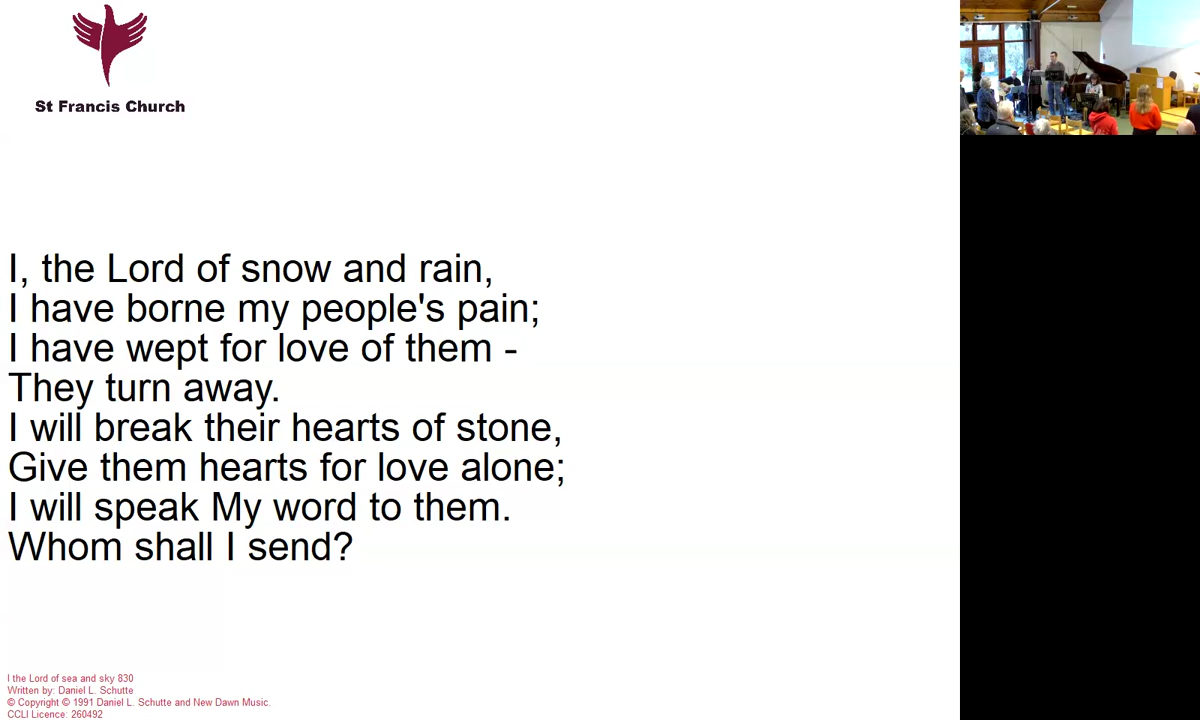 St Francis Church
I, the Lord of snow and rain,
I have borne my people's pain;
I have wept for love of them -
They turn away.
I will break their hearts of stone,
Give them hearts for love alone;
I will speak My word to them.
Whom shall I send?
I the Lord of sea and sky 830
Written by: Daniel L. Schutte
© Copyright © 1991 Daniel L. Schutte and New Dawn Music.
CCLI Licence: 260492